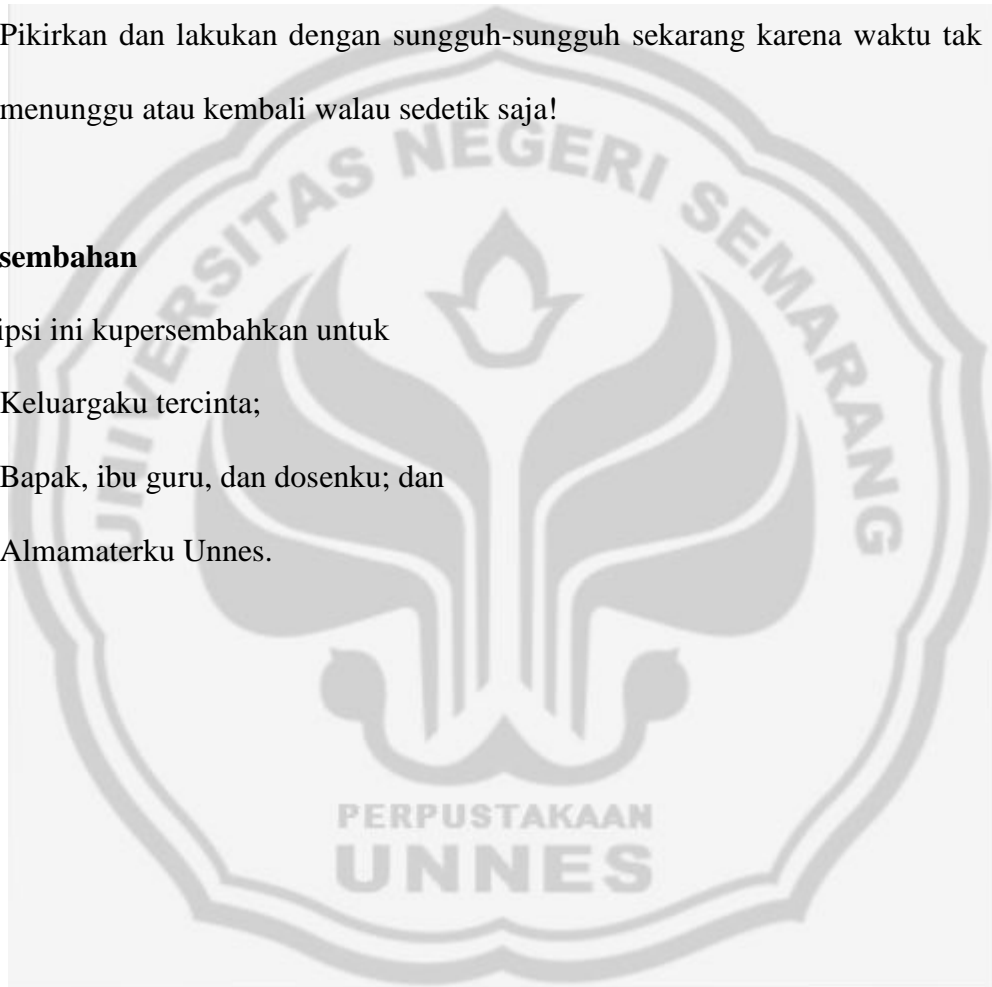 Pikirkan dan lakukan dengan sungguh-sungguh sekarang karena waktu tak
menunggu atau kembali walau sedetik saja!
sembahan
ipsi ini kupersembahkan untuk
Keluargaku tercinta;
Bapak, ibu guru, dan dosenku; dan
Almamaterku Unnes.
UNIVERSITAS NEGERI SEMARANG
PERPUSTAKAAN
UNNES